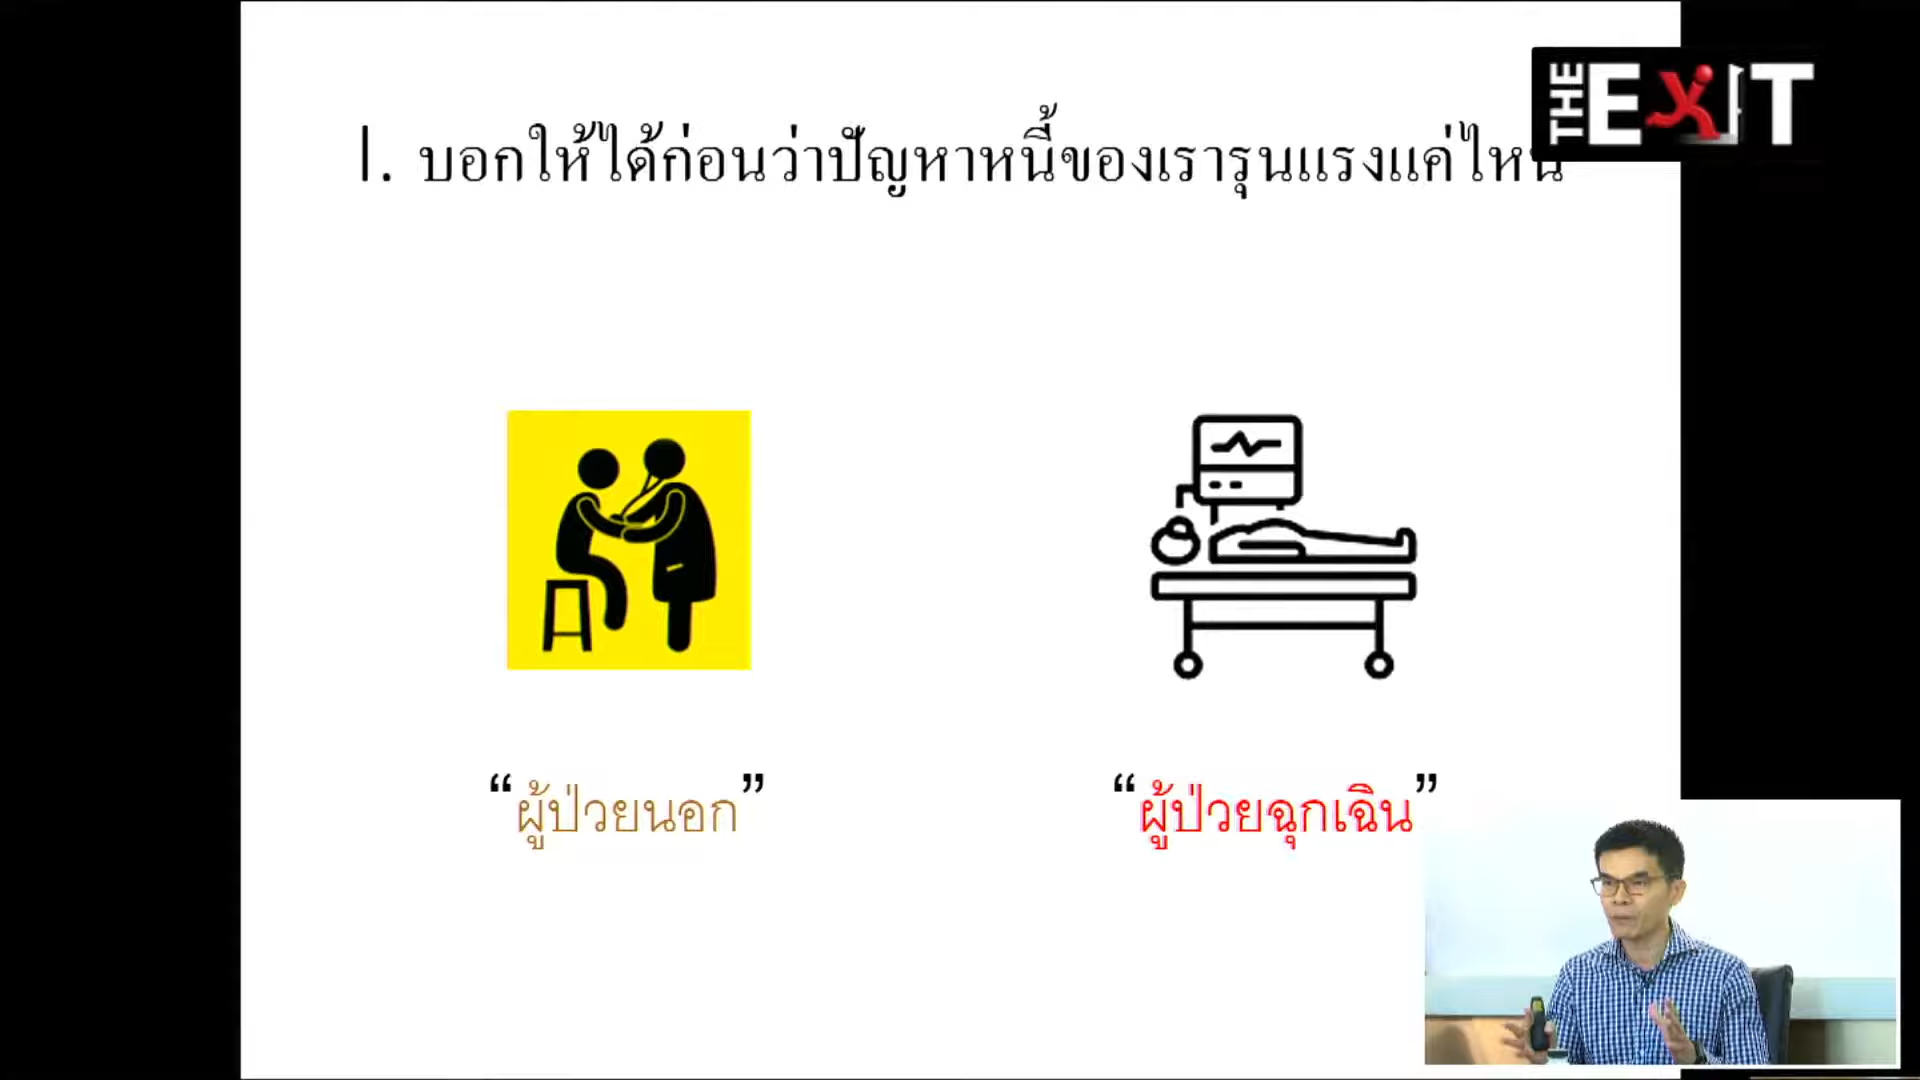 1. บอกให้ได้ก่อนว่าปัญหาหนี้ของเรารุนแรงแค่ไหน
THE EXIT
“ผู้ป่วยนอก”
“ผู้ป่วยฉุกเฉิน”